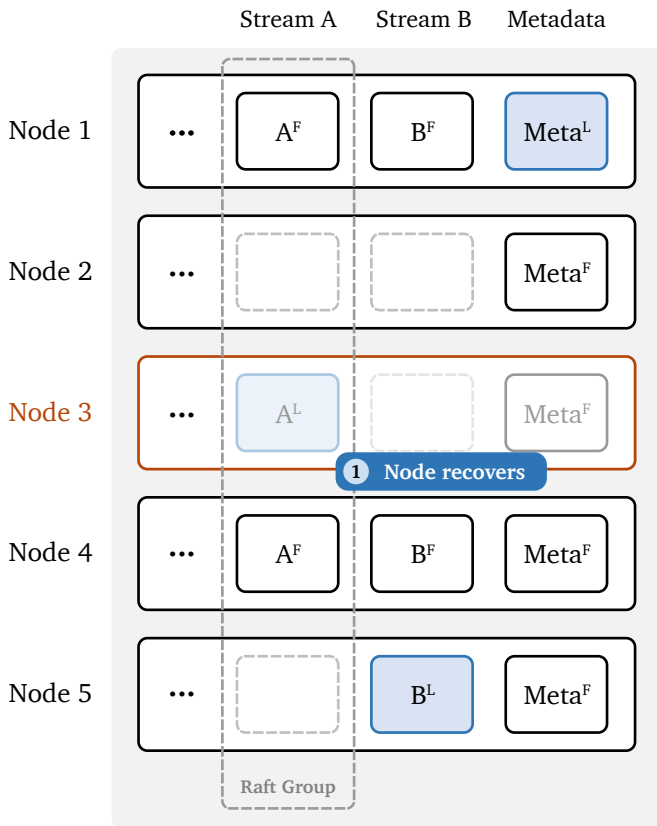 Stream A Stream B Metadata
Node 1 ... A^F B^F Meta^L
Node 2 ... Meta^F
Node 3 ... A^L Meta^F
1 Node recovers
Node 4 ... A^F B^F Meta^F
Node 5 ... B^L Meta^F
Raft Group